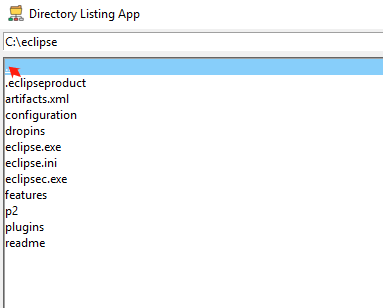 Directory Listing App
C:\eclipse
.eclipseproduct
artifacts.xml
configuration
dropins
eclipse.exe
eclipse.ini
eclipsec.exe
features
p2
plugins
readme